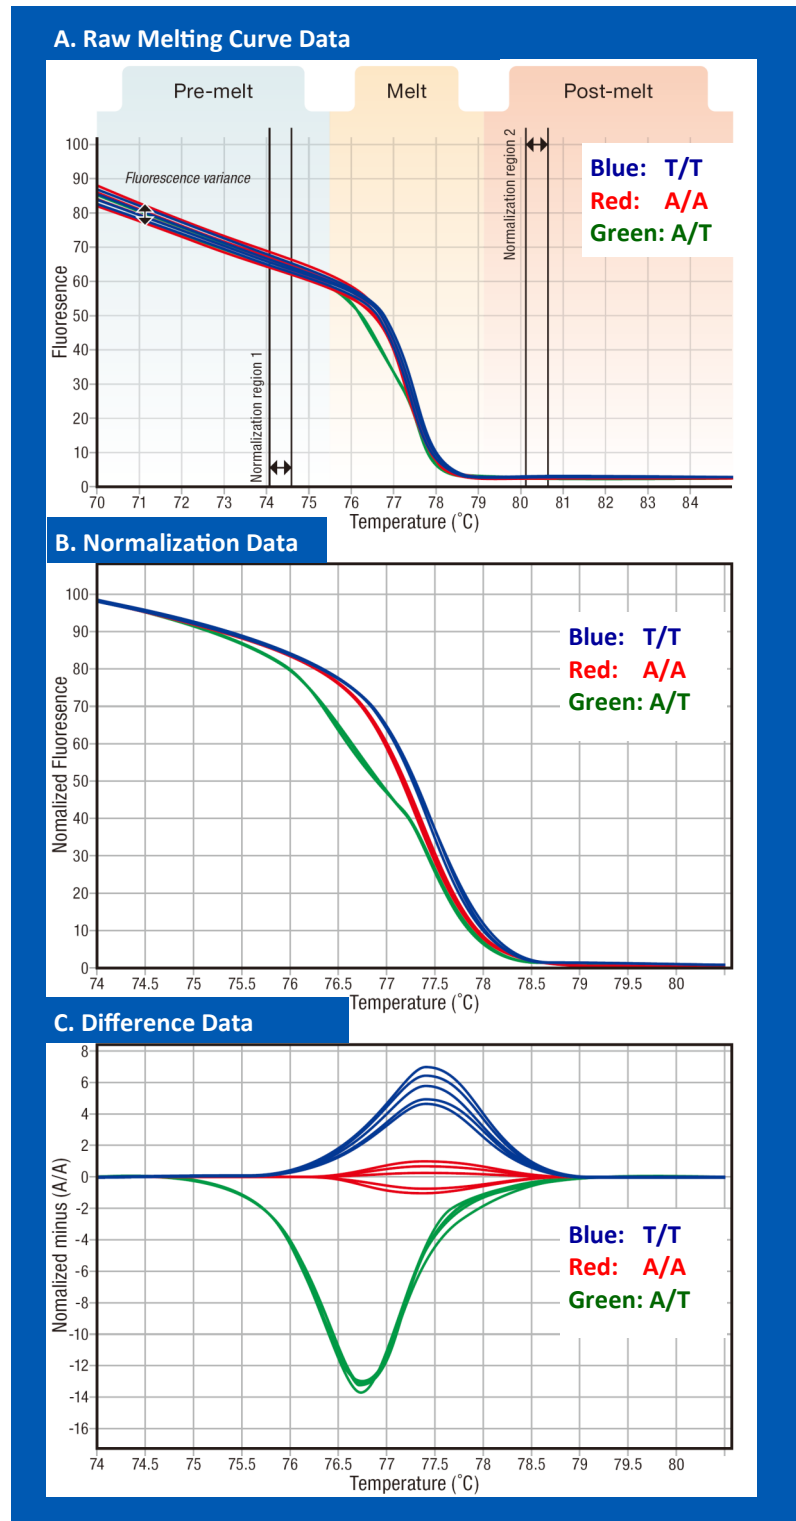 A. Raw Melting Curve Data
Pre-melt Melt Post-melt
100
90
80
70
60
50
40
30
20
10
0
Fluoresence
Fluorescence variance
Normalization region 1
Normalization region 2
Blue: T/T
Red: A/A
Green: A/T
70 71 72 73 74 75 76 77 78 79 80 81 82 83 84
Temperature (˚C)
B. Normalization Data
100
90
80
70
60
50
40
30
20
10
0
Nomalized Fluoresence
Blue: T/T
Red: A/A
Green: A/T
74 74.5 75 75.5 76 76.5 77 77.5 78 78.5 79 79.5 80
Temperature (˚C)
C. Difference Data
8
6
4
2
0
-2
-4
-6
-8
-10
-12
-14
-16
Nomalized minus (A/A)
Blue: T/T
Red: A/A
Green: A/T
74 74.5 75 75.5 76 76.5 77 77.5 78 78.5 79 79.5 80
Temperature (˚C)